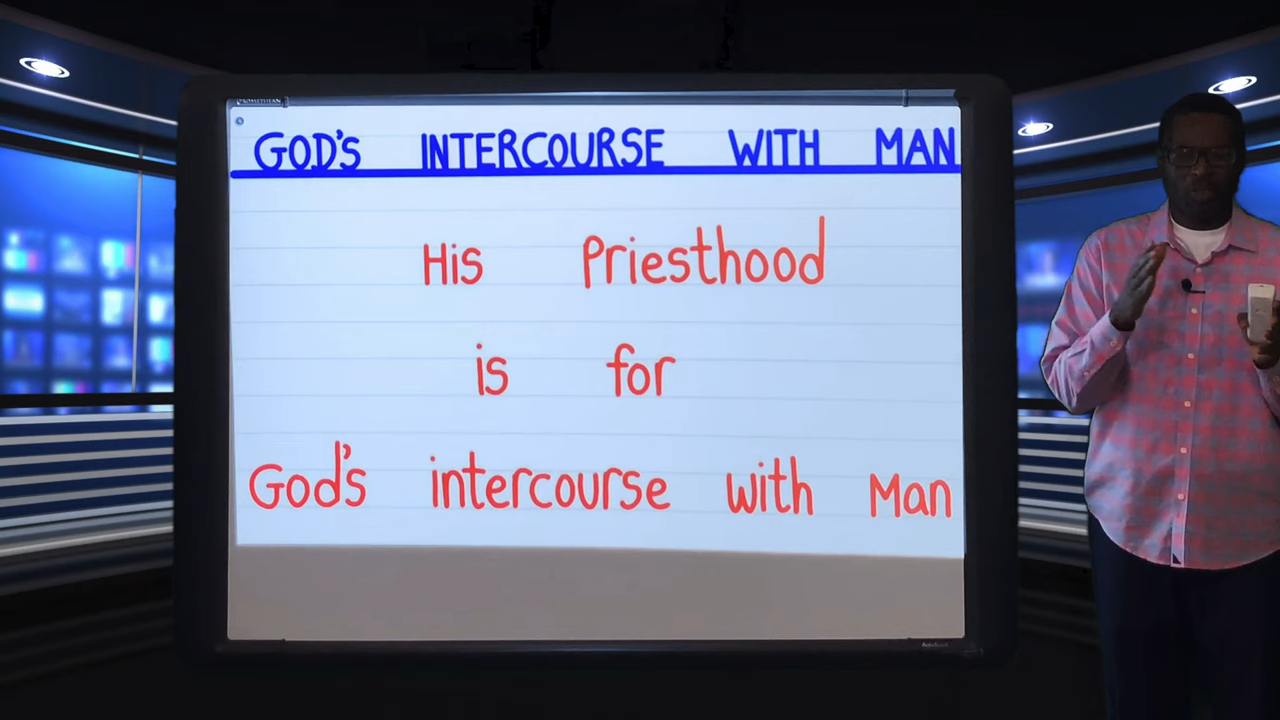 GOD'S INTERCOURSE WITH MAN
His Priesthood
is for
God's intercourse with Man